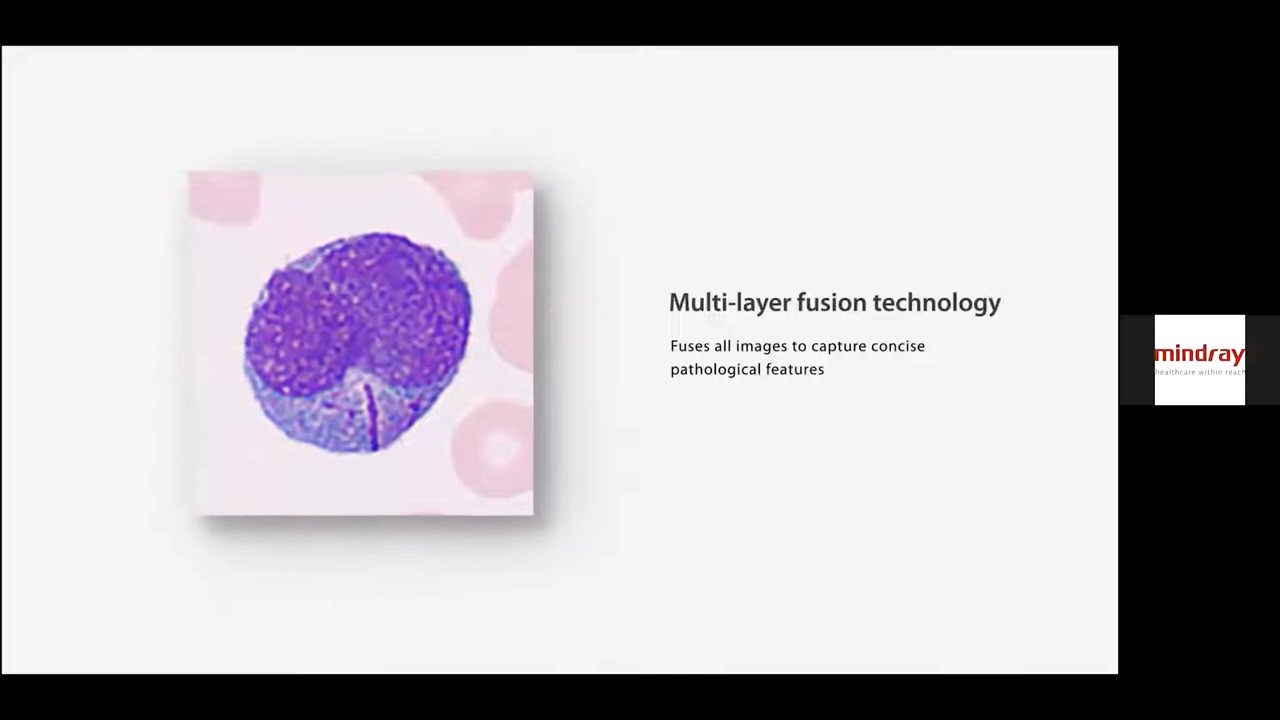 Multi-layer fusion technology
Fuses all images to capture concise
pathological features
mindray
healthcare within reach